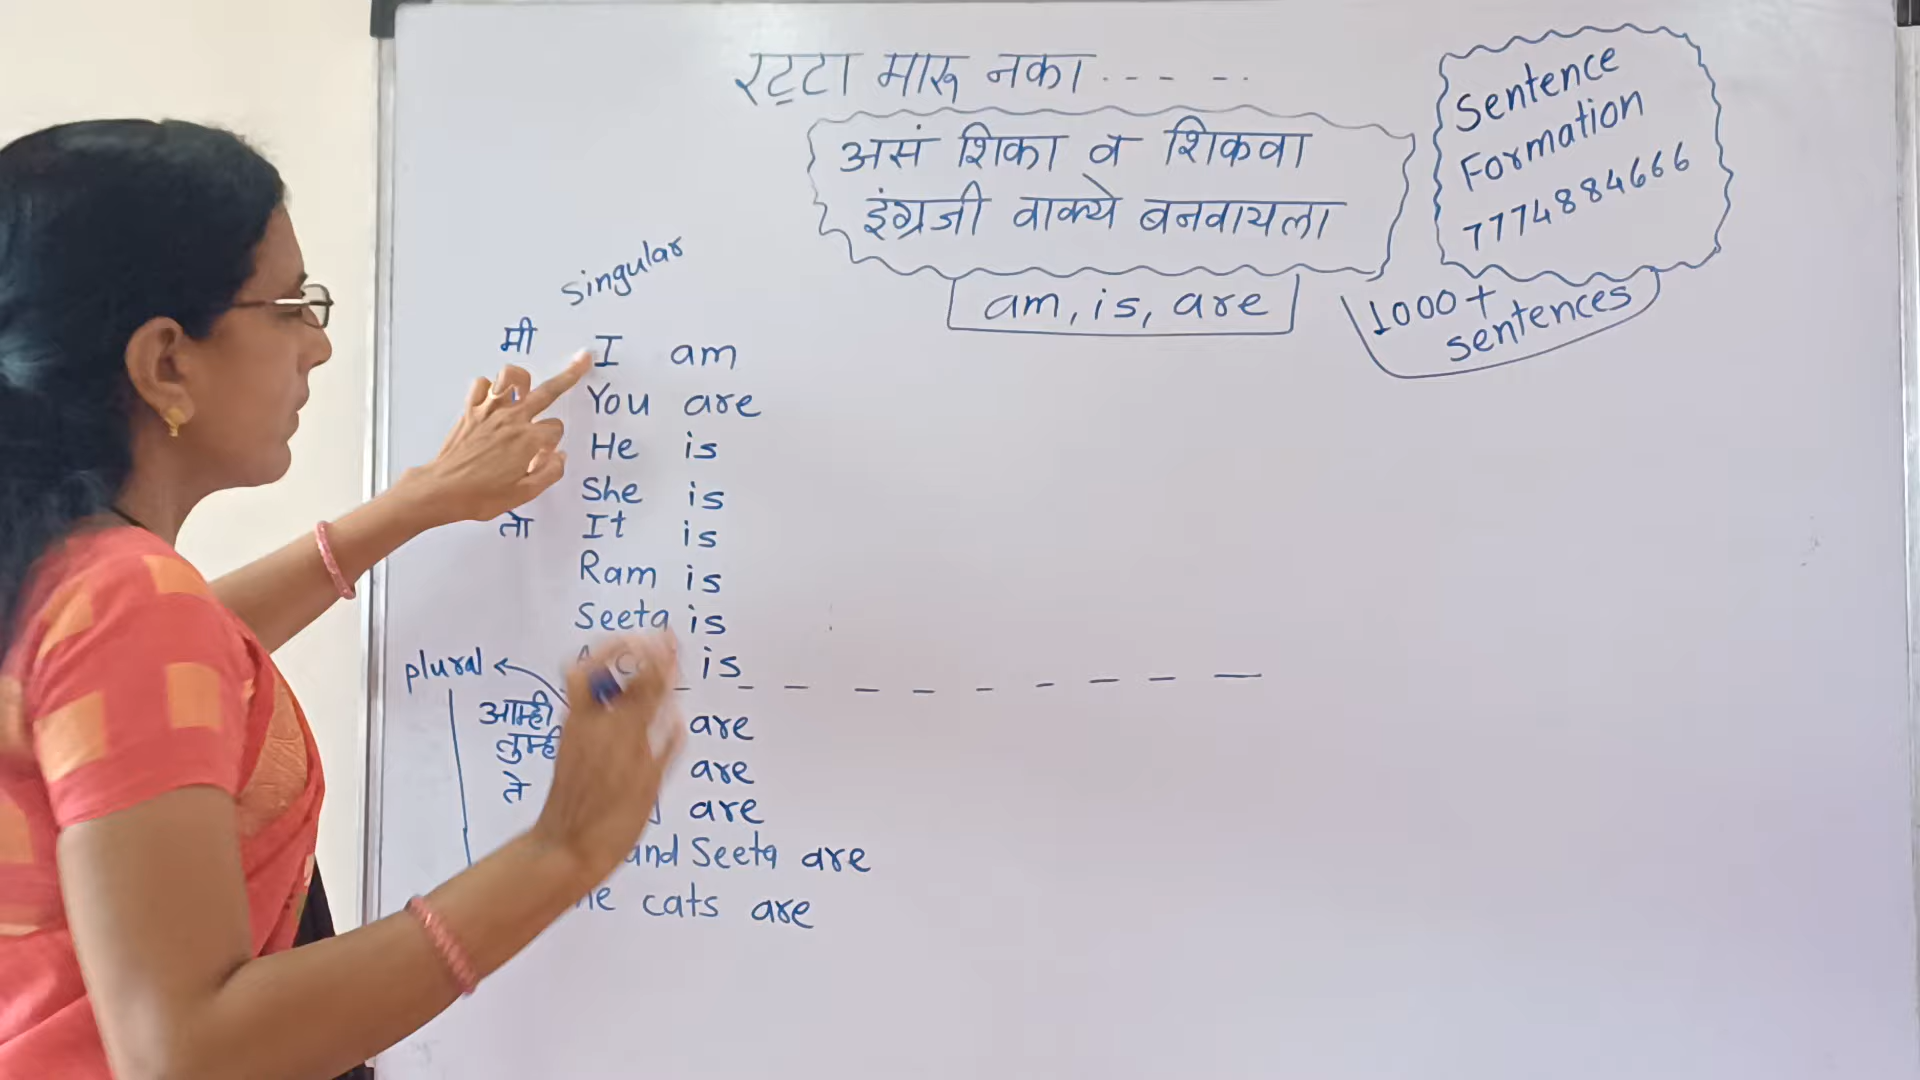 रट्टा मारू नका.--- -..
असं शिका व शिकवा
इंग्रजी वाक्ये बनवायला
am, is, are
Sentence
Formation
7774884666
1000+
sentences
singular
मी I am
You are
He is
She is
तो It is
Ram is
Seeta is
is
plural
आम्ही are
तुम्ही are
ते are
and Seeta are
cats are